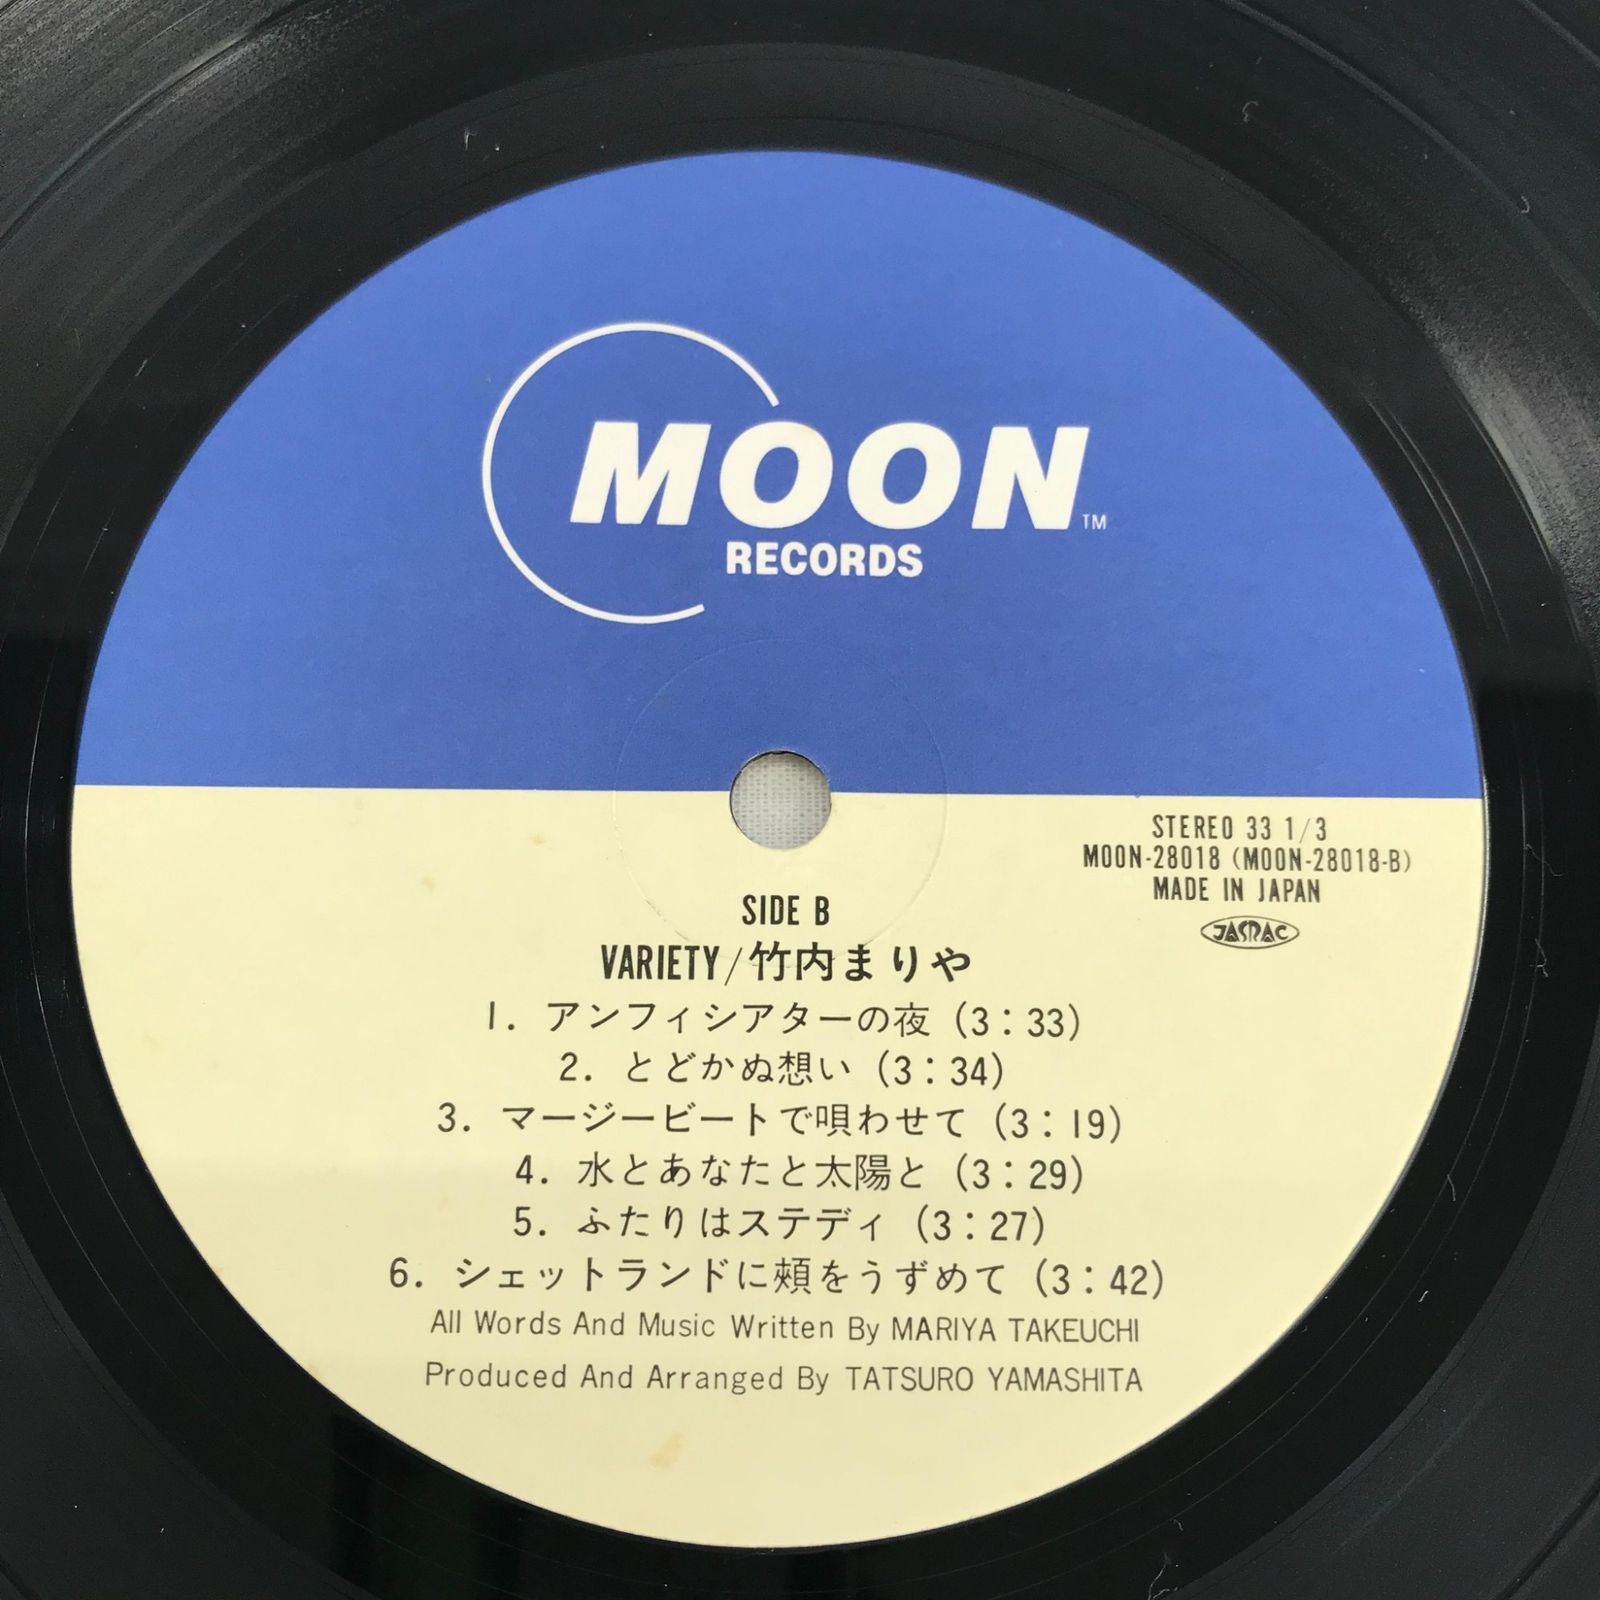 MOON TM
RECORDS
STEREO 33 1/3
MOON-28018 (MOON-28018-B)
MADE IN JAPAN
JASRAC
SIDE B
VARIETY/竹内まりや
1. アンフィシアターの夜 (3:33)
2. とどかぬ想い (3:34)
3. マージービートで唄わせて (3:19)
4. 水とあなたと太陽と (3:29)
5. ふたりはステディ (3:27)
6. シェットランドに頰をうずめて (3:42)
All Words And Music Written By MARIYA TAKEUCHI
Produced And Arranged By TATSURO YAMASHITA